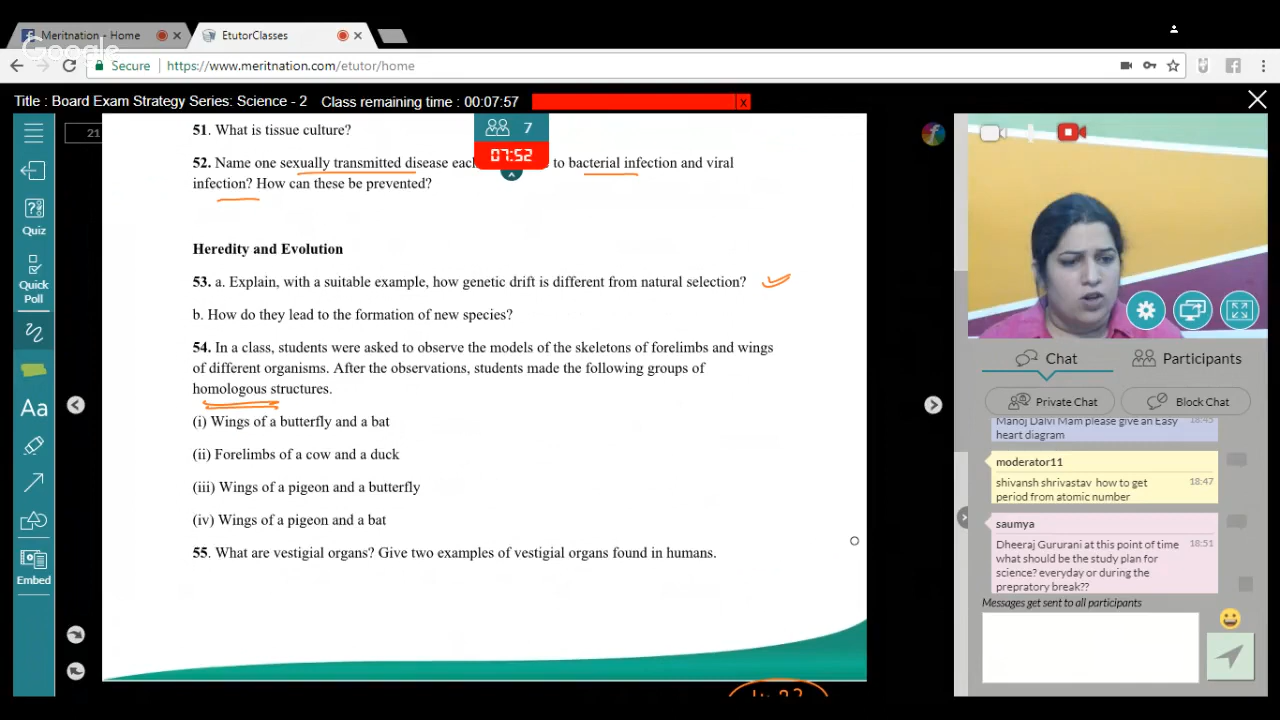 Meritnation - Home
EtutorClasses
Google
Secure
https://www.meritnation.com/etutor/home
Title : Board Exam Strategy Series: Science - 2 Class remaining time : 00:07:57
x
7
07:52
21
Quiz
Quick
Poll
Aa
Embed
51. What is tissue culture?
52. Name one sexually transmitted disease each to bacterial infection and viral
infection? How can these be prevented?
Heredity and Evolution
53. a. Explain, with a suitable example, how genetic drift is different from natural selection?
b. How do they lead to the formation of new species?
54. In a class, students were asked to observe the models of the skeletons of forelimbs and wings
of different organisms. After the observations, students made the following groups of
homologous structures.
(i) Wings of a butterfly and a bat
(ii) Forelimbs of a cow and a duck
(iii) Wings of a pigeon and a butterfly
(iv) Wings of a pigeon and a bat
55. What are vestigial organs? Give two examples of vestigial organs found in humans.
Chat
Participants
Private Chat
Block Chat
Manoj Dalvi Mam please give an Easy
heart diagram
moderator11
shivansh shrivastav how to get 18:47
period from atomic number
saumya
Dheeraj Gururani at this point of time 18:51
what should be the study plan for
science? everyday or during the
prepratory break??
Messages get sent to all participants